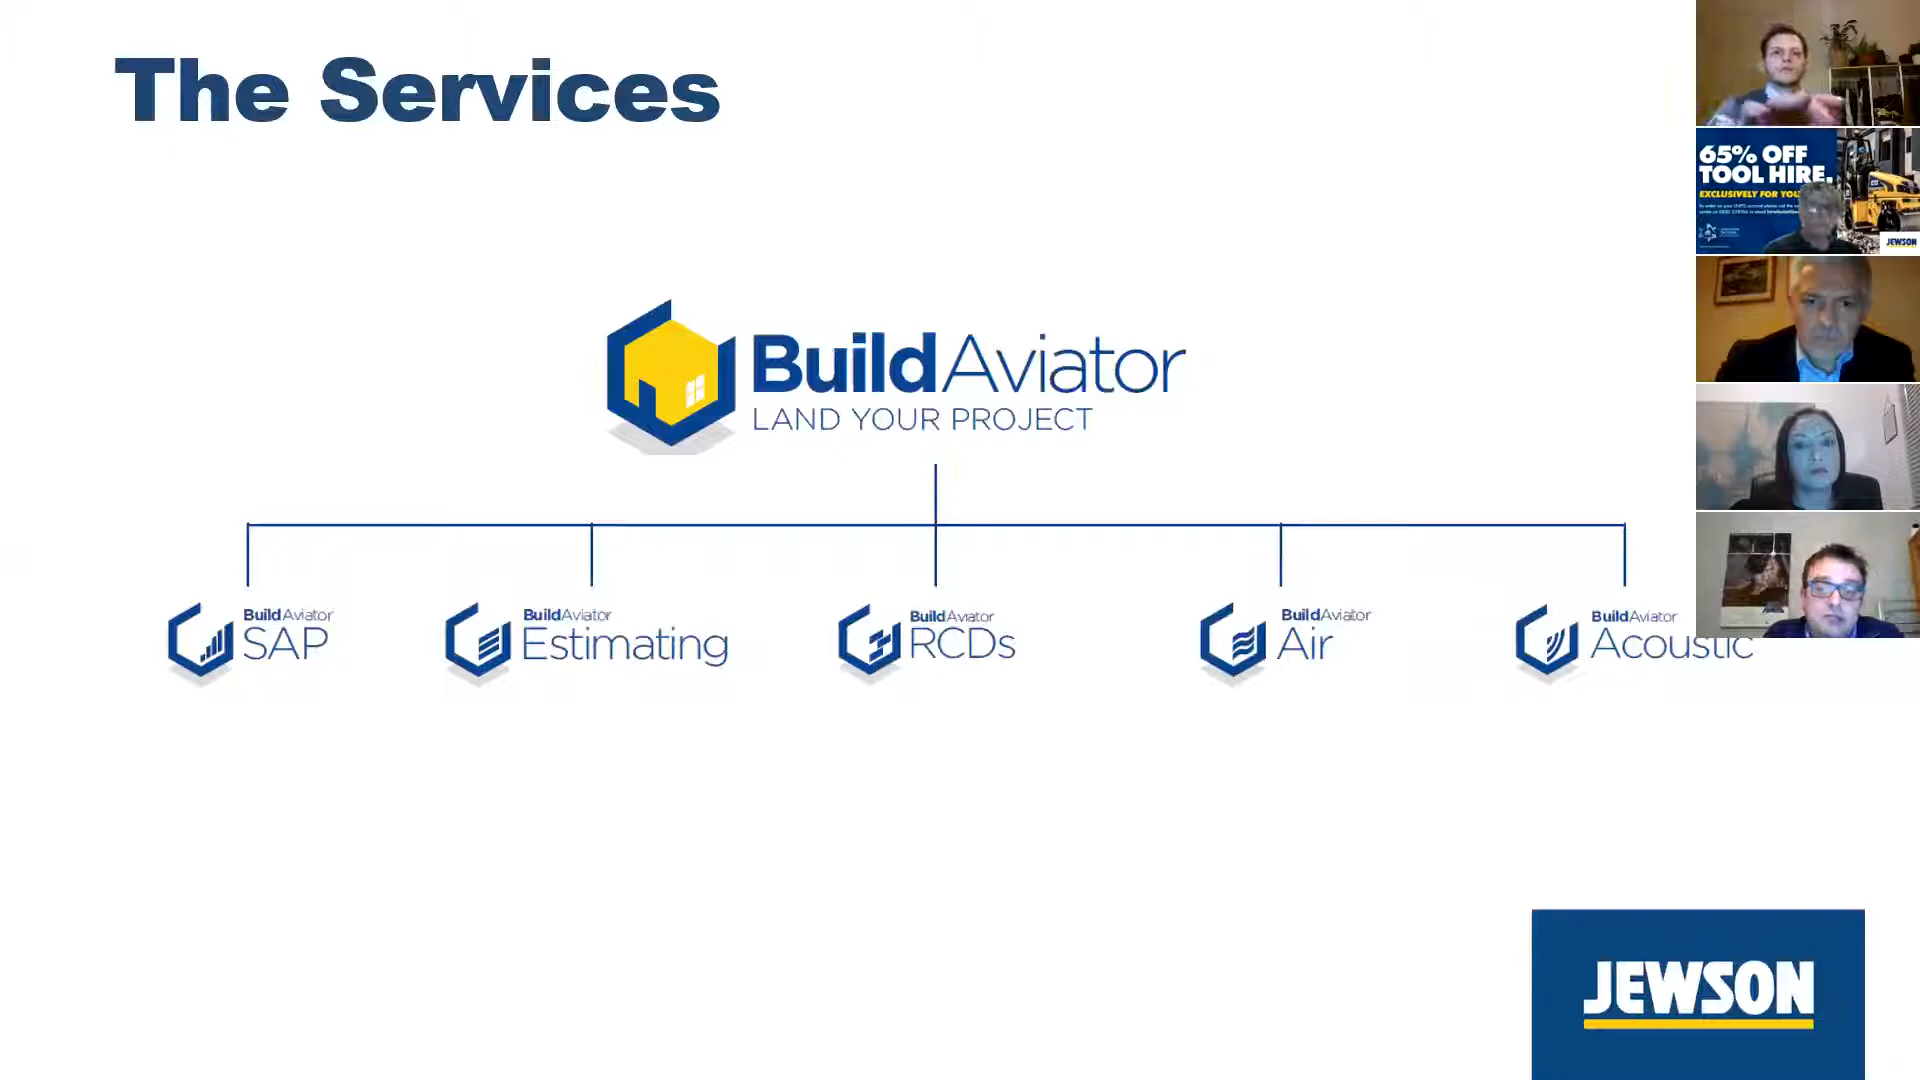 The Services
BuildAviator
LAND YOUR PROJECT
BuildAviator
SAP
BuildAviator
Estimating
BuildAviator
RCDs
BuildAviator
Air
BuildAviator
Acoustic
JEWSON
65% OFF
TOOL HIRE.
EXCLUSIVELY FOR YOU
JEWSON